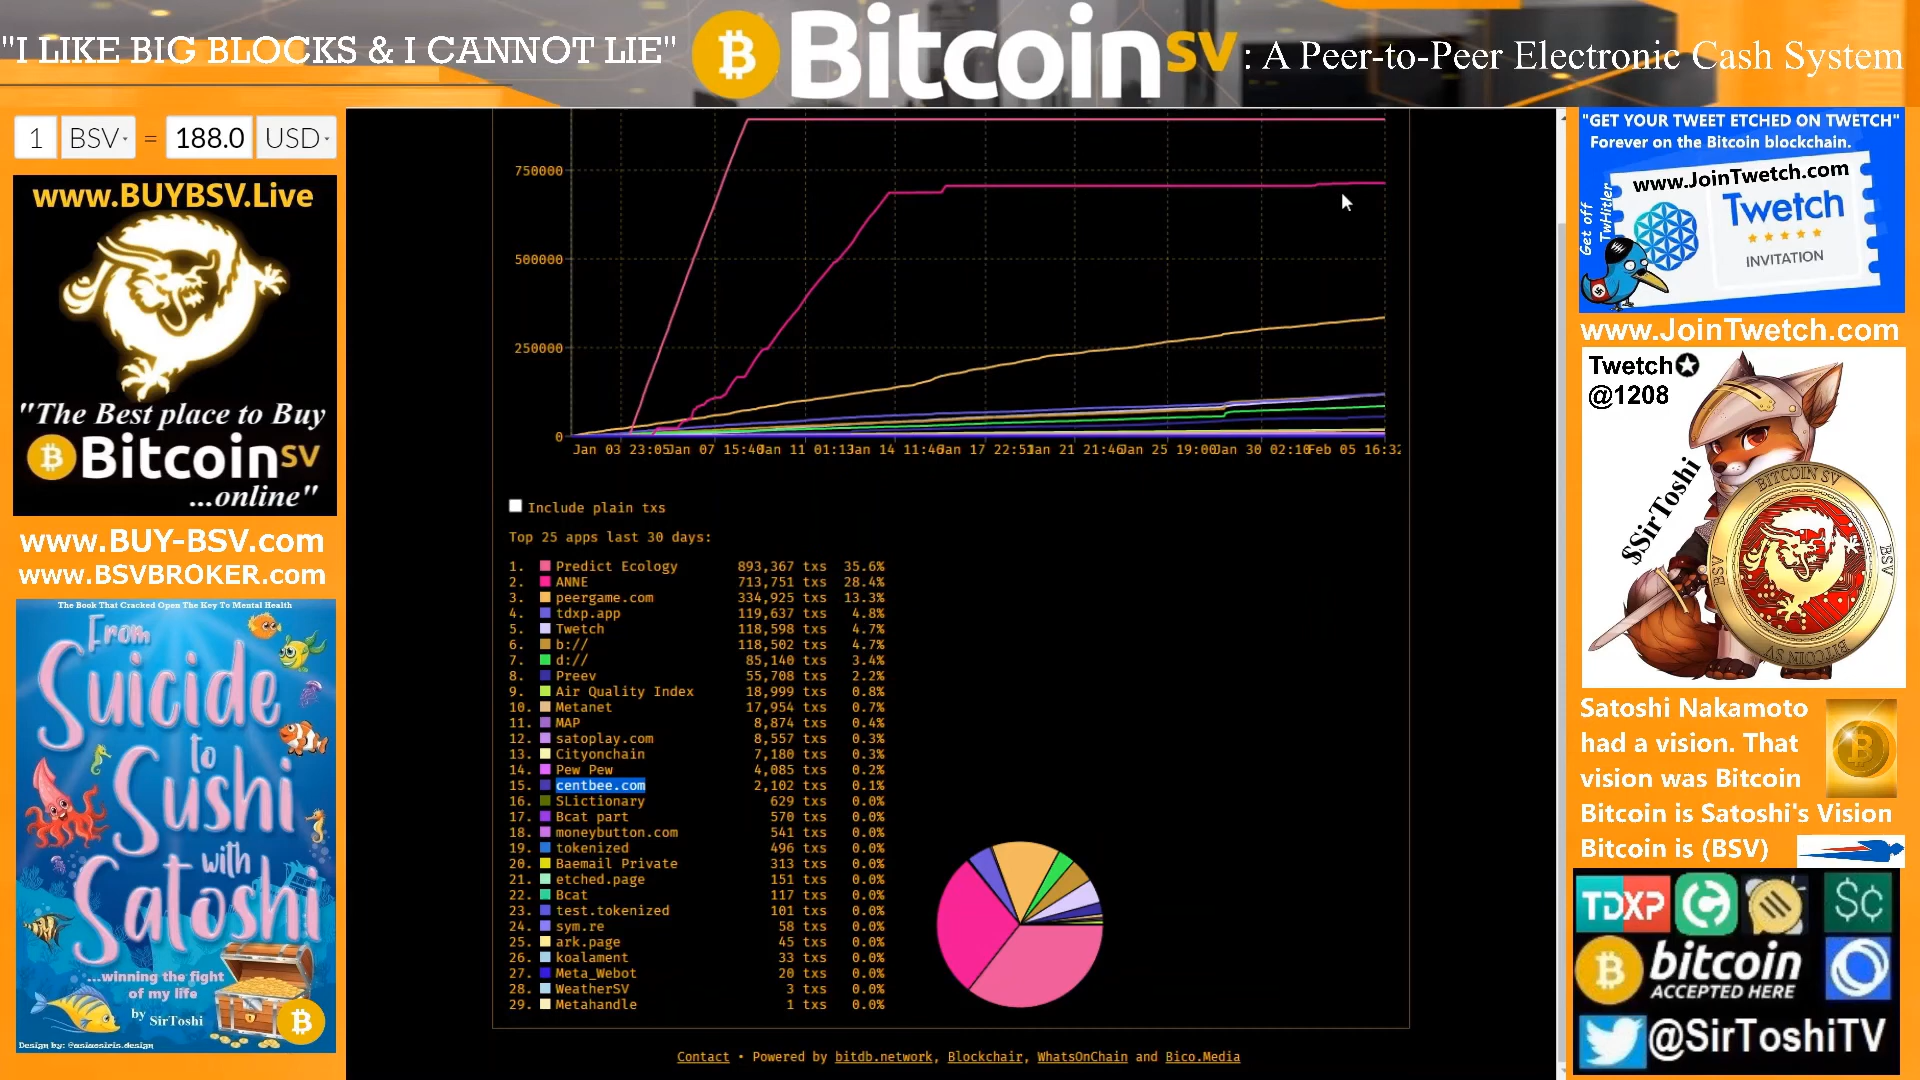 "I LIKE BIG BLOCKS & I CANNOT LIE"
Bitcoin SV : A Peer-to-Peer Electronic Cash System
1 BSV = 188.0 USD
www.BUYBSV.Live
"The Best place to Buy
Bitcoin SV
...online"
www.BUY-BSV.com
www.BSVBROKER.com
The Book That Cracked Open The Key To Mental Health
From
Suicide
to
Sushi
with
Satoshi
...winning the fight
of my life
by SirToshi
Design by: @asiaosiris.design
750000
500000
250000
0
Jan 03 23:05 Jan 07 15:40 Jan 11 01:13 Jan 14 11:46 Jan 17 22:51 Jan 21 21:46 Jan 25 19:00 Jan 30 02:10 Feb 05 16:32
Include plain txs
Top 25 apps last 30 days:
1. Predict Ecology 893,367 txs 35.6%
2. ANNE 713,751 txs 28.4%
3. peergame.com 334,925 txs 13.3%
4. tdxp.app 119,637 txs 4.8%
5. Twetch 118,598 txs 4.7%
6. b:// 118,502 txs 4.7%
7. d:// 85,140 txs 3.4%
8. Preev 55,708 txs 2.2%
9. Air Quality Index 18,999 txs 0.8%
10. Metanet 17,954 txs 0.7%
11. MAP 8,874 txs 0.4%
12. satoplay.com 8,557 txs 0.3%
13. Cityonchain 7,180 txs 0.3%
14. Pew Pew 4,085 txs 0.2%
15. centbee.com 2,102 txs 0.1%
16. SLictionary 629 txs 0.0%
17. Bcat part 570 txs 0.0%
18. moneybutton.com 541 txs 0.0%
19. tokenized 496 txs 0.0%
20. Baemail Private 313 txs 0.0%
21. etched.page 151 txs 0.0%
22. Bcat 117 txs 0.0%
23. test.tokenized 101 txs 0.0%
24. sym.re 58 txs 0.0%
25. ark.page 45 txs 0.0%
26. koalament 33 txs 0.0%
27. Meta_Webot 20 txs 0.0%
28. WeatherSV 3 txs 0.0%
29. Metahandle 1 txs 0.0%
Contact • Powered by bitdb.network, Blockchair, WhatsOnChain and Bico.Media
"GET YOUR TWEET ETCHED ON TWETCH"
Forever on the Bitcoin blockchain.
www.JoinTwetch.com
Twetch
INVITATION
Get off
TwHitler
www.JoinTwetch.com
Twetch
@1208
$SirToshi
BITCOIN SV
BSV
BSV
BITCOIN SV
Satoshi Nakamoto
had a vision. That
vision was Bitcoin
Bitcoin is Satoshi's Vision
Bitcoin is (BSV)
TDXP
$¢
bitcoin
ACCEPTED HERE
@SirToshiTV